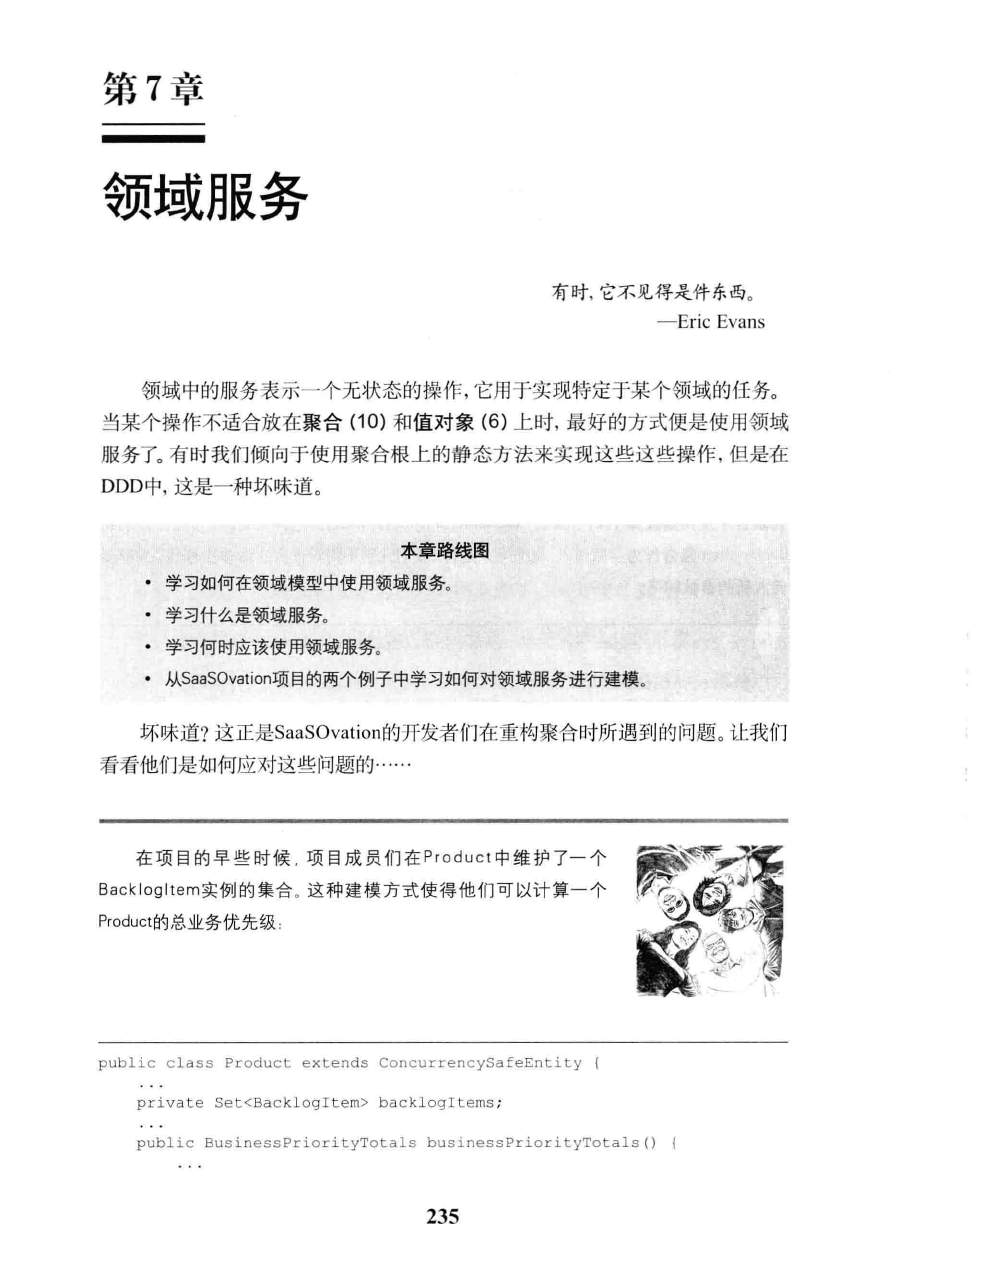 第7章
领域服务
有时,它不见得是件东西。
—Eric Evans
领域中的服务表示一个无状态的操作,它用于实现特定于某个领域的任务。
当某个操作不适合放在聚合 (10) 和值对象 (6) 上时, 最好的方式便是使用领域
服务了。有时我们倾向于使用聚合根上的静态方法来实现这些这些操作, 但是在
DDD中, 这是一种坏味道。
本章路线图
• 学习如何在领域模型中使用领域服务。
• 学习什么是领域服务。
• 学习何时应该使用领域服务。
• 从SaaSOvation项目的两个例子中学习如何对领域服务进行建模。
坏味道? 这正是SaaSOvation的开发者们在重构聚合时所遇到的问题。让我们
看看他们是如何应对这些问题的……
在项目的早些时候, 项目成员们在Product中维护了一个
BacklogItem实例的集合。这种建模方式使得他们可以计算一个
Product的总业务优先级:
public class Product extends ConcurrencySafeEntity {
...
private Set<BacklogItem> backlogItems;
...
public BusinessPriorityTotals businessPriorityTotals() {
...
235